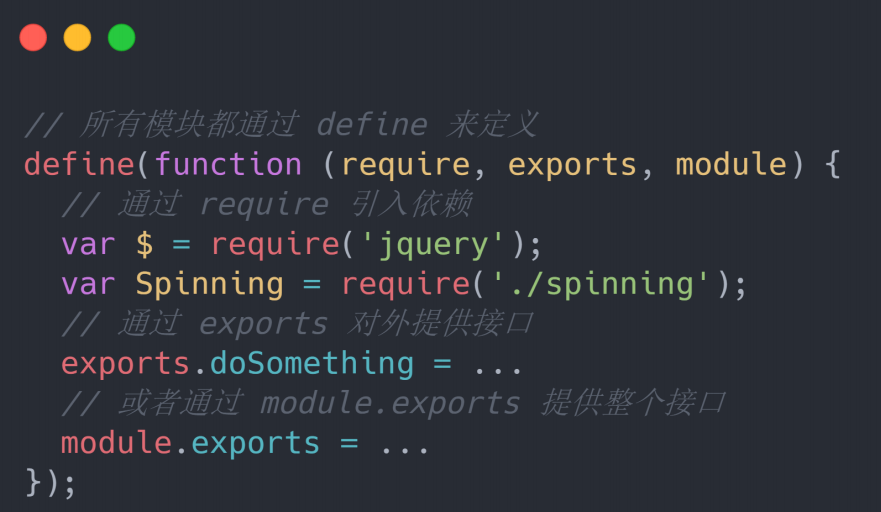 // 所有模块都通过 define 来定义
define(function (require, exports, module) {
  // 通过 require 引入依赖
  var $ = require('jquery');
  var Spinning = require('./spinning');
  // 通过 exports 对外提供接口
  exports.doSomething = ...
  // 或者通过 module.exports 提供整个接口
  module.exports = ...
});